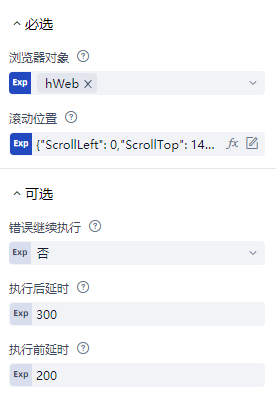 必选
浏览器对象
Exp hWeb ×
滚动位置
Exp {"ScrollLeft": 0,"ScrollTop": 14... fx
可选
错误继续执行
Exp 否
执行后延时
Exp 300
执行前延时
Exp 200